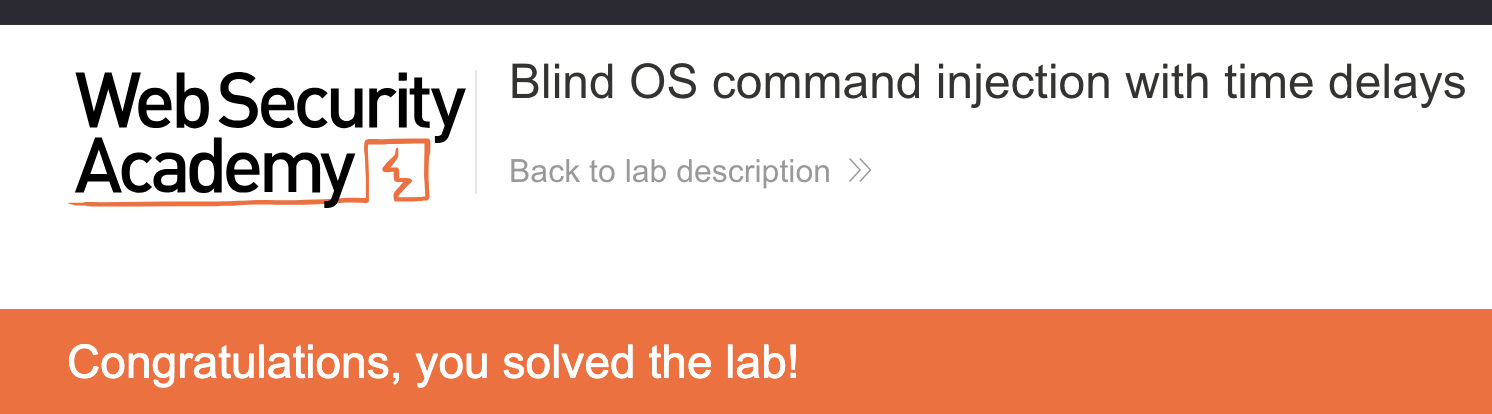 Web Security
Academy
Blind OS command injection with time delays
Back to lab description
Congratulations, you solved the lab!